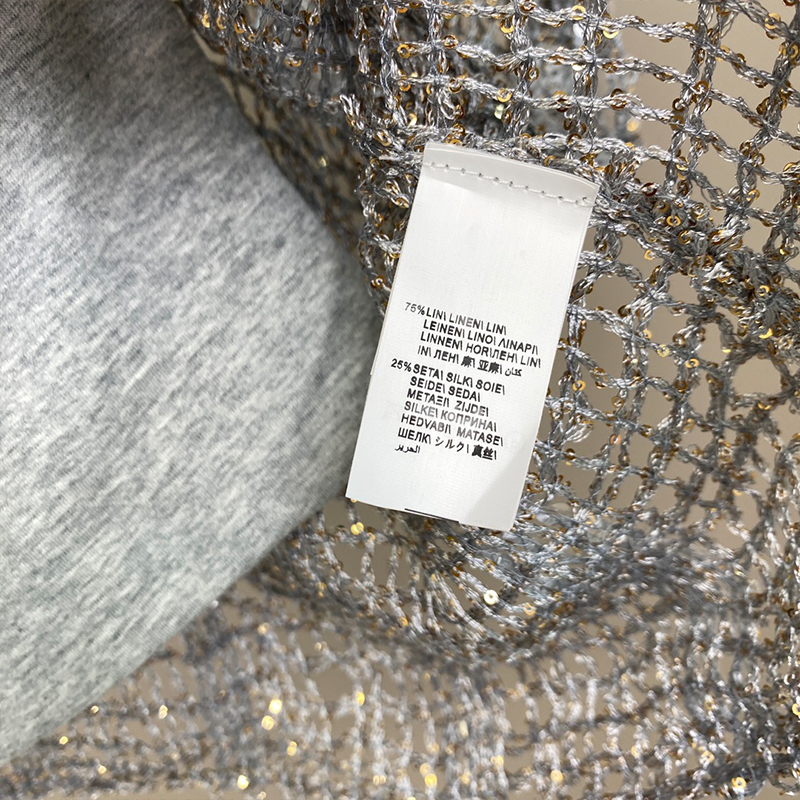 75%LIN\ LINEN\ LIN\
LEINEN\ LINO\ ΛΙΝΑΡΙ\
LINNEN\ HØR\ЛЕН\ LIN\
IN\ ЛЕН\ 麻\ 亚麻\ كتان
25%SETA\ SILK\ SOIE\
SEIDE\ SEDA\
ΜΕΤΑΞΙ\ ZIJDE\
SILKE\ КОПРИНА\
HEDVÁBÍ\ MATASE\
ШЕЛК\ シルク\ 真丝\
الحرير